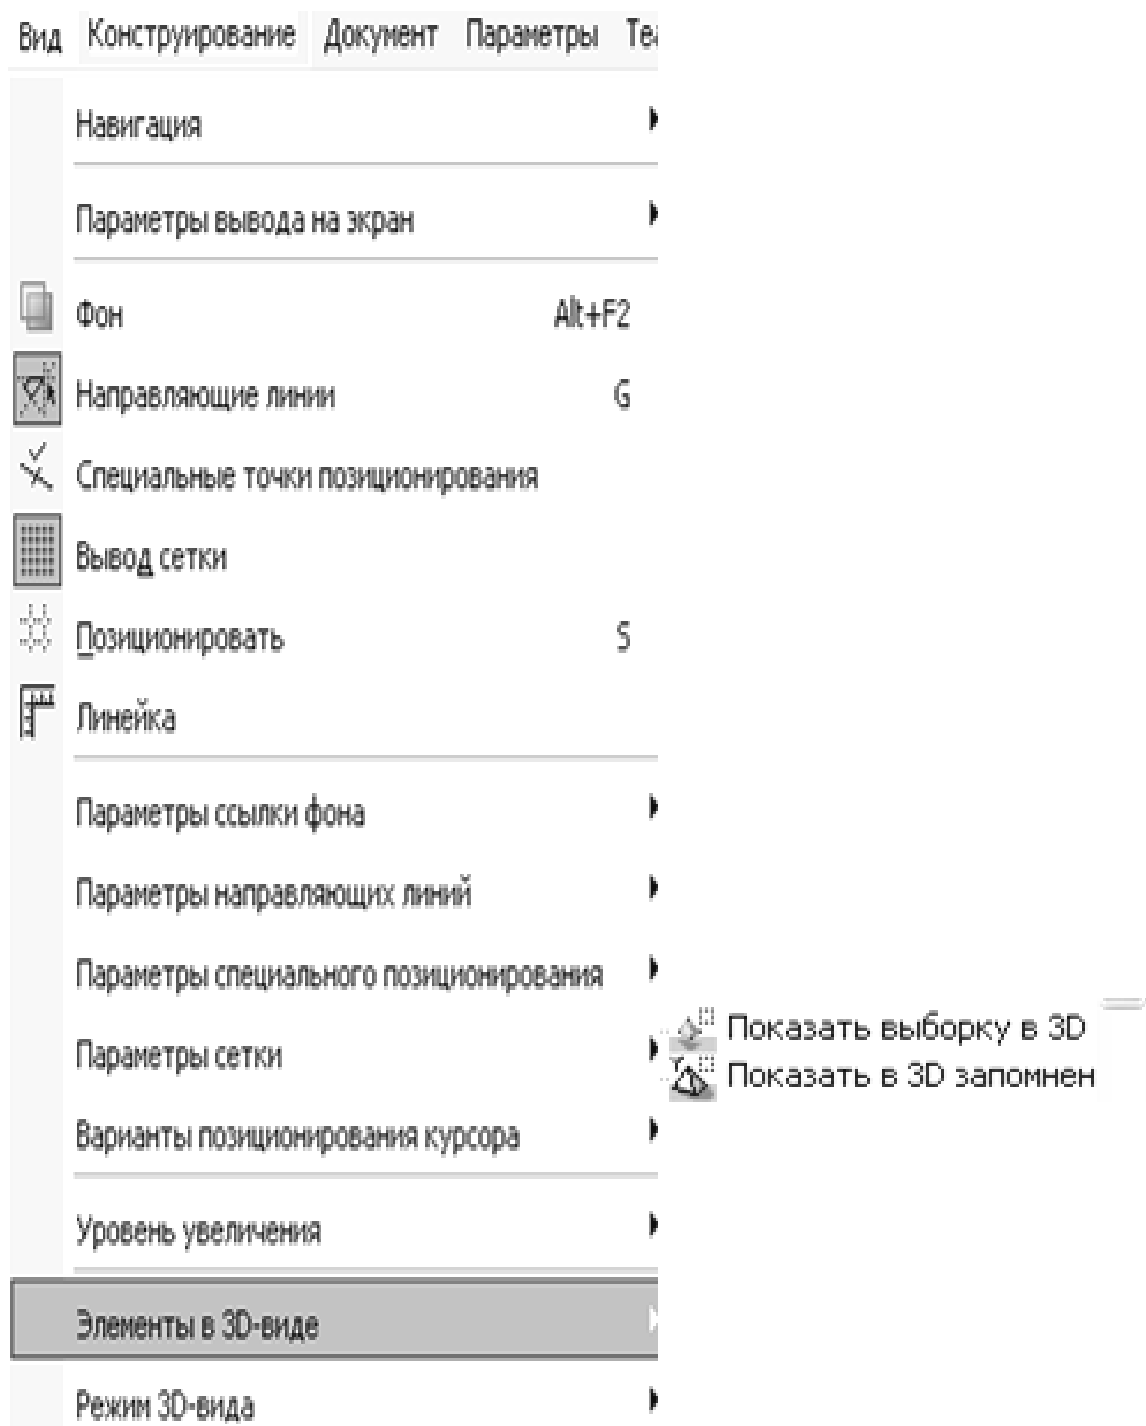 Вид Конструирование Документ Параметры Tea
Навигация
Параметры вывода на экран
Фон Alt+F2
Направляющие линии G
Специальные точки позиционирования
Вывод сетки
Позиционировать S
Линейка
Параметры ссылки фона
Параметры направляющих линий
Параметры специального позиционирования
Показать выборку в 3D
Параметры сетки
Показать в 3D запомнен
Варианты позиционирования курсора
Уровень увеличения
Элементы в 3D-виде
Режим 3D-вида